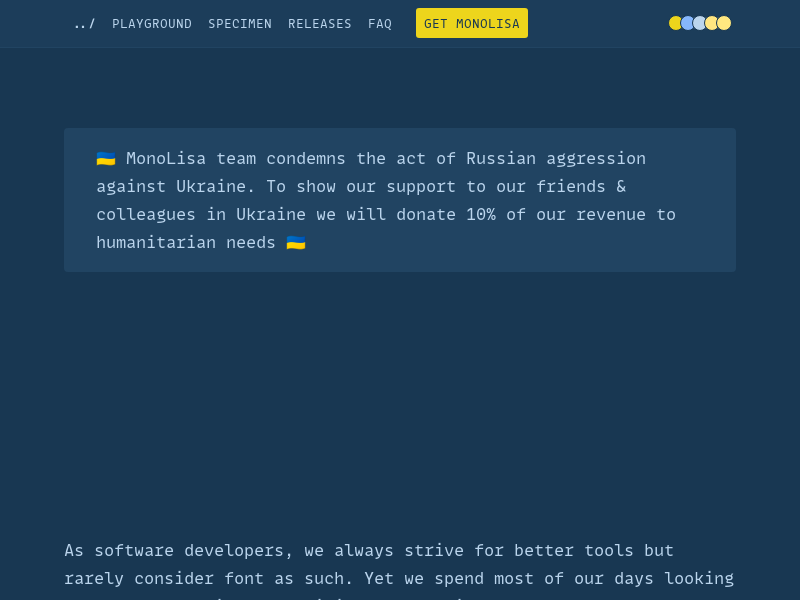 ../ PLAYGROUND SPECIMEN RELEASES FAQ GET MONOLISA
🇺🇦 MonoLisa team condemns the act of Russian aggression
against Ukraine. To show our support to our friends &
colleagues in Ukraine we will donate 10% of our revenue to
humanitarian needs 🇺🇦
As software developers, we always strive for better tools but
rarely consider font as such. Yet we spend most of our days looking